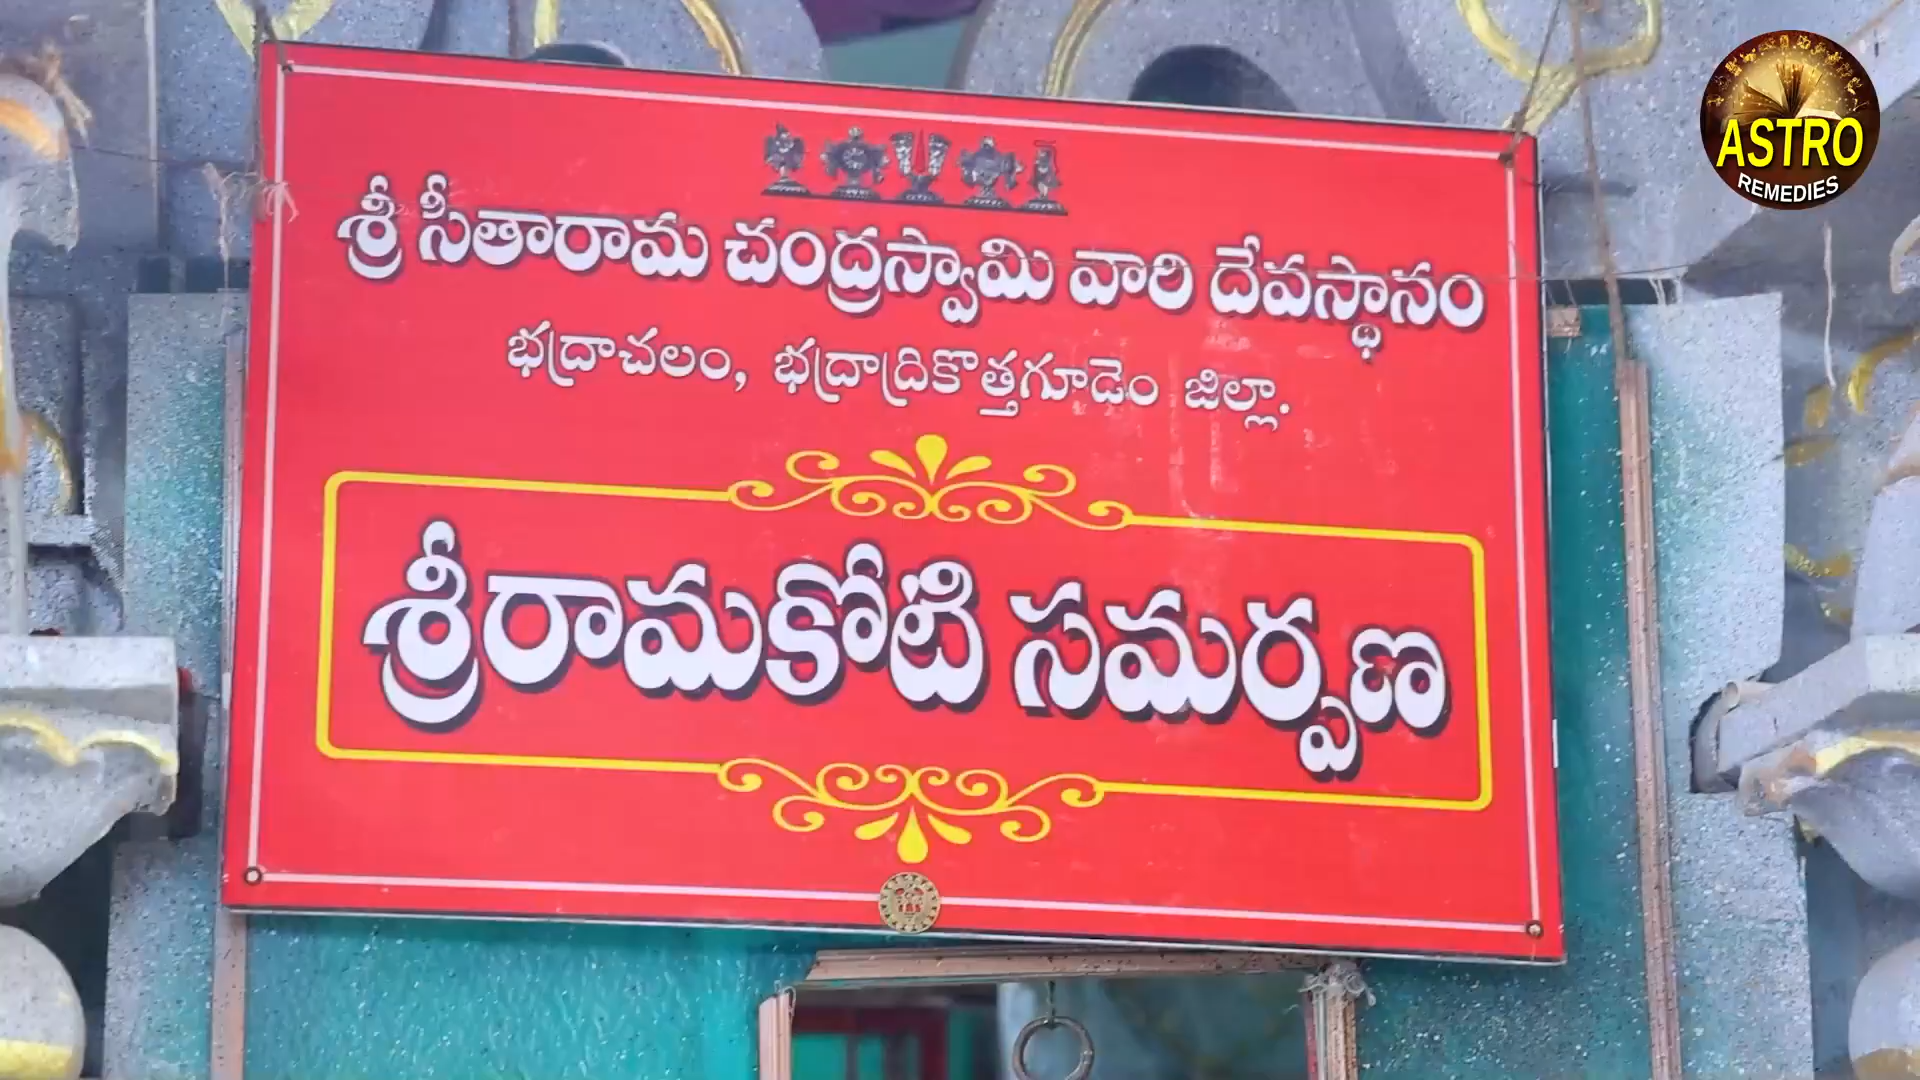 శ్రీ సీతారామ చంద్రస్వామి వారి దేవస్థానం
భద్రాచలం, భద్రాద్రికొత్తగూడెం జిల్లా.
శ్రీరామకోటి సమర్పణ
ASTRO
REMEDIES